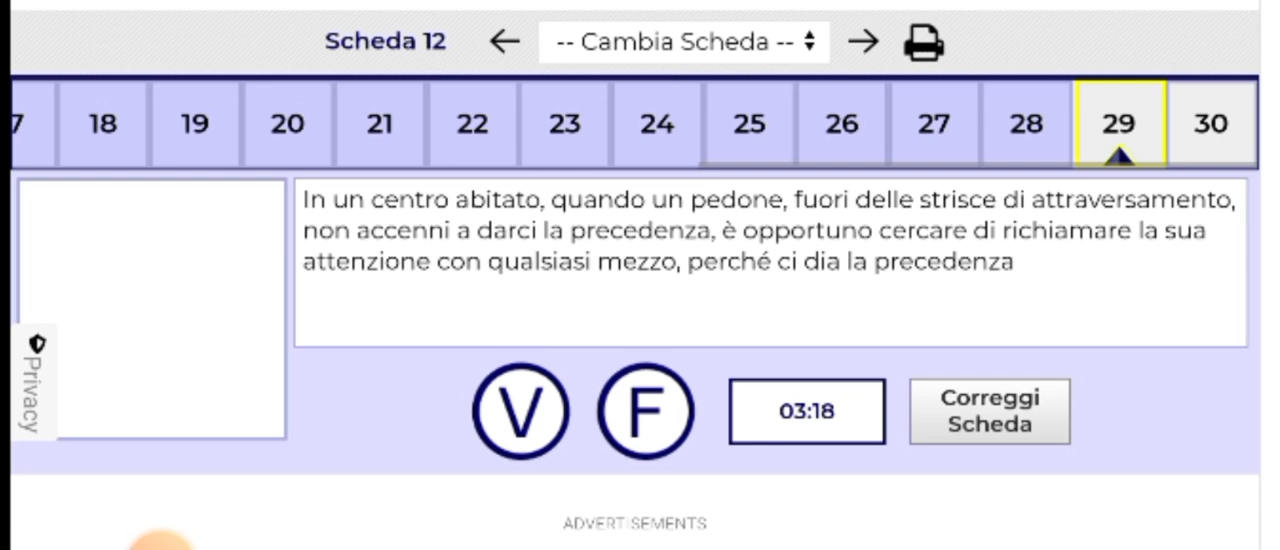 Scheda 12 ← -- Cambia Scheda -- →
7 18 19 20 21 22 23 24 25 26 27 28 29 30
In un centro abitato, quando un pedone, fuori delle strisce di attraversamento,
non accenni a darci la precedenza, è opportuno cercare di richiamare la sua
attenzione con qualsiasi mezzo, perché ci dia la precedenza
Privacy
V F 03:18 Correggi
Scheda
ADVERTISEMENTS